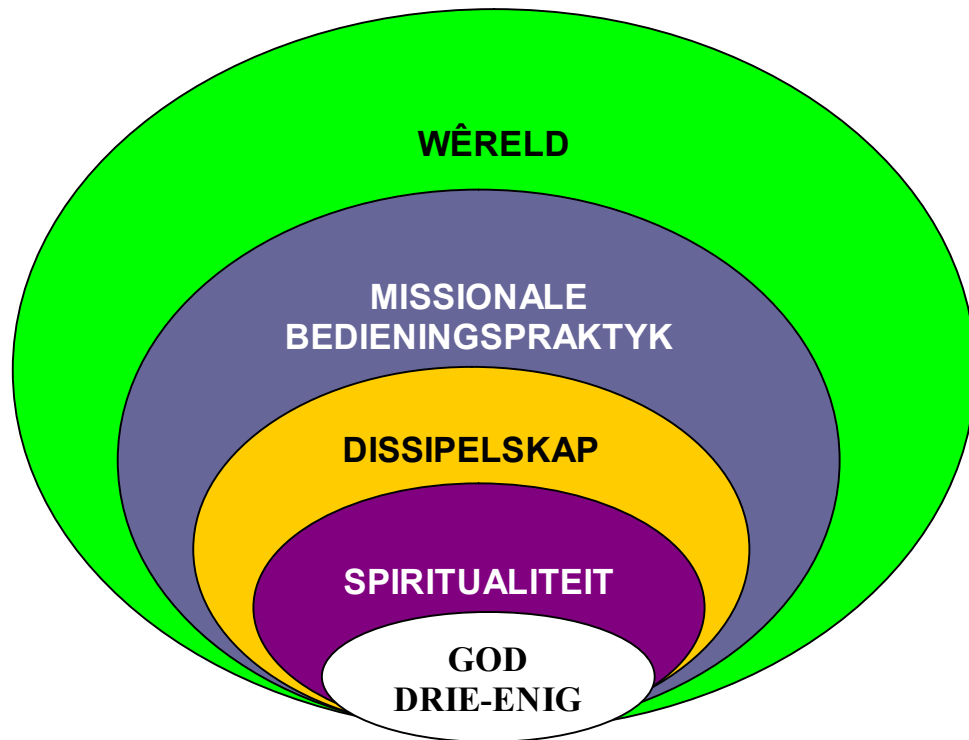 WÊRELD
MISSIONALE
BEDIENINGSPRAKTYK
DISSIPELSKAP
SPIRITUALITEIT
GOD
DRIE-ENIG